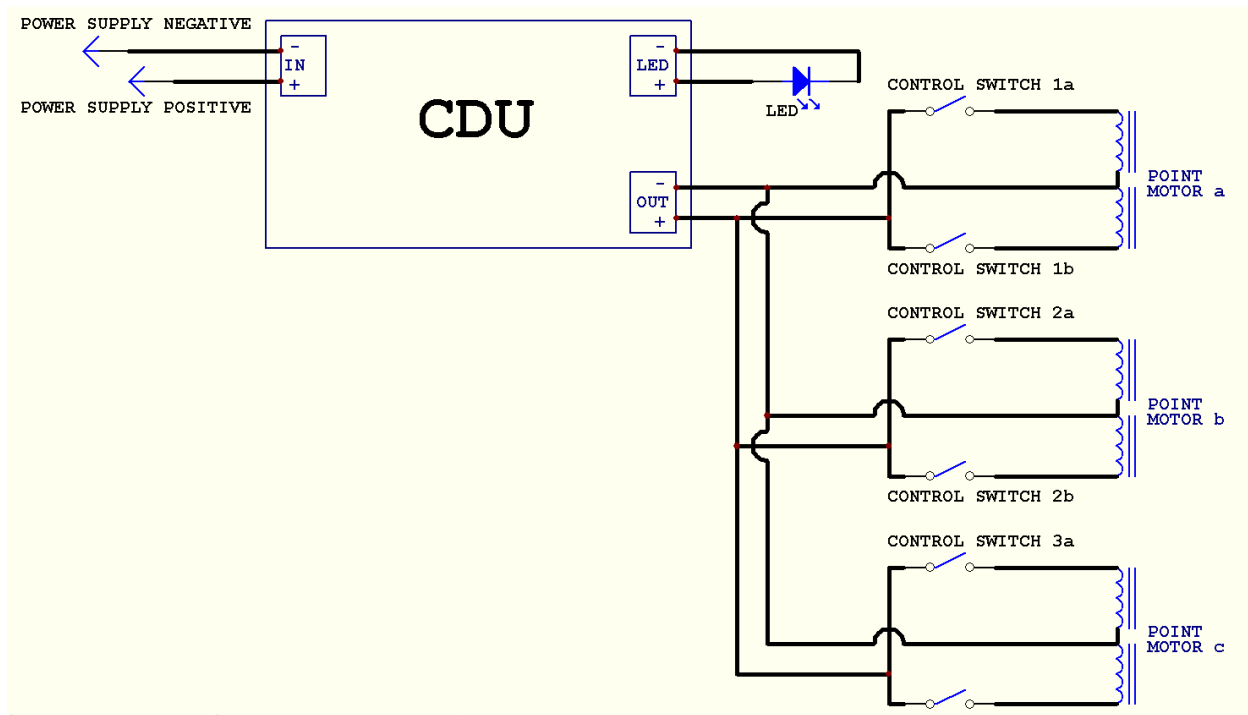 POWER SUPPLY NEGATIVE
-
IN
+
POWER SUPPLY POSITIVE
CDU
-
LED
+
LED
-
OUT
+
CONTROL SWITCH 1a
POINT
MOTOR a
CONTROL SWITCH 1b
CONTROL SWITCH 2a
POINT
MOTOR b
CONTROL SWITCH 2b
CONTROL SWITCH 3a
POINT
MOTOR c